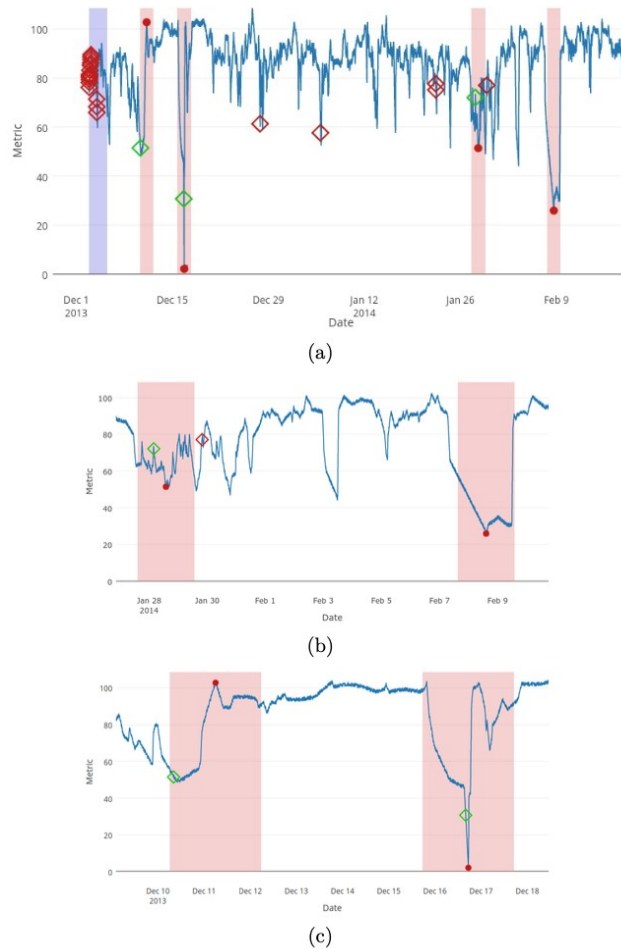 100
80
60
40
20
0
Metric
Dec 1
2013
Dec 15
Dec 29
Jan 12
2014
Jan 26
Feb 9
Date
(a)
100
80
60
40
20
0
Metric
Jan 28
2014
Jan 30
Feb 1
Feb 3
Feb 5
Feb 7
Feb 9
Date
(b)
100
80
60
40
20
0
Metric
Dec 10
2013
Dec 11
Dec 12
Dec 13
Dec 14
Dec 15
Dec 16
Dec 17
Dec 18
Date
(c)